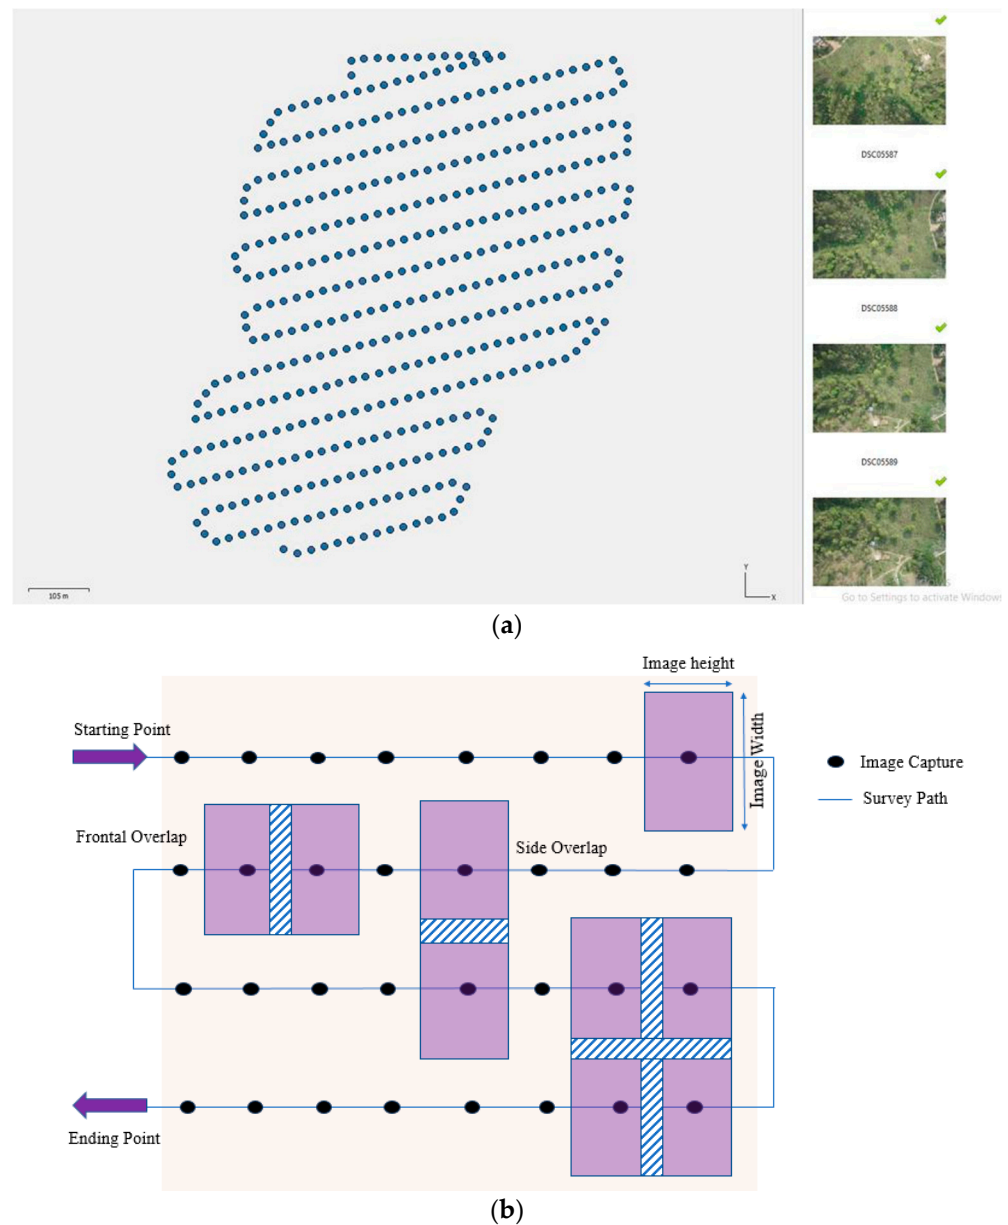 DSC05587
DSC05588
DSC05589
105 m
Y
X
Go to Settings to activate Windows
(a)
Image height
Starting Point
Image Width
Image Capture
Survey Path
Frontal Overlap
Side Overlap
Ending Point
(b)